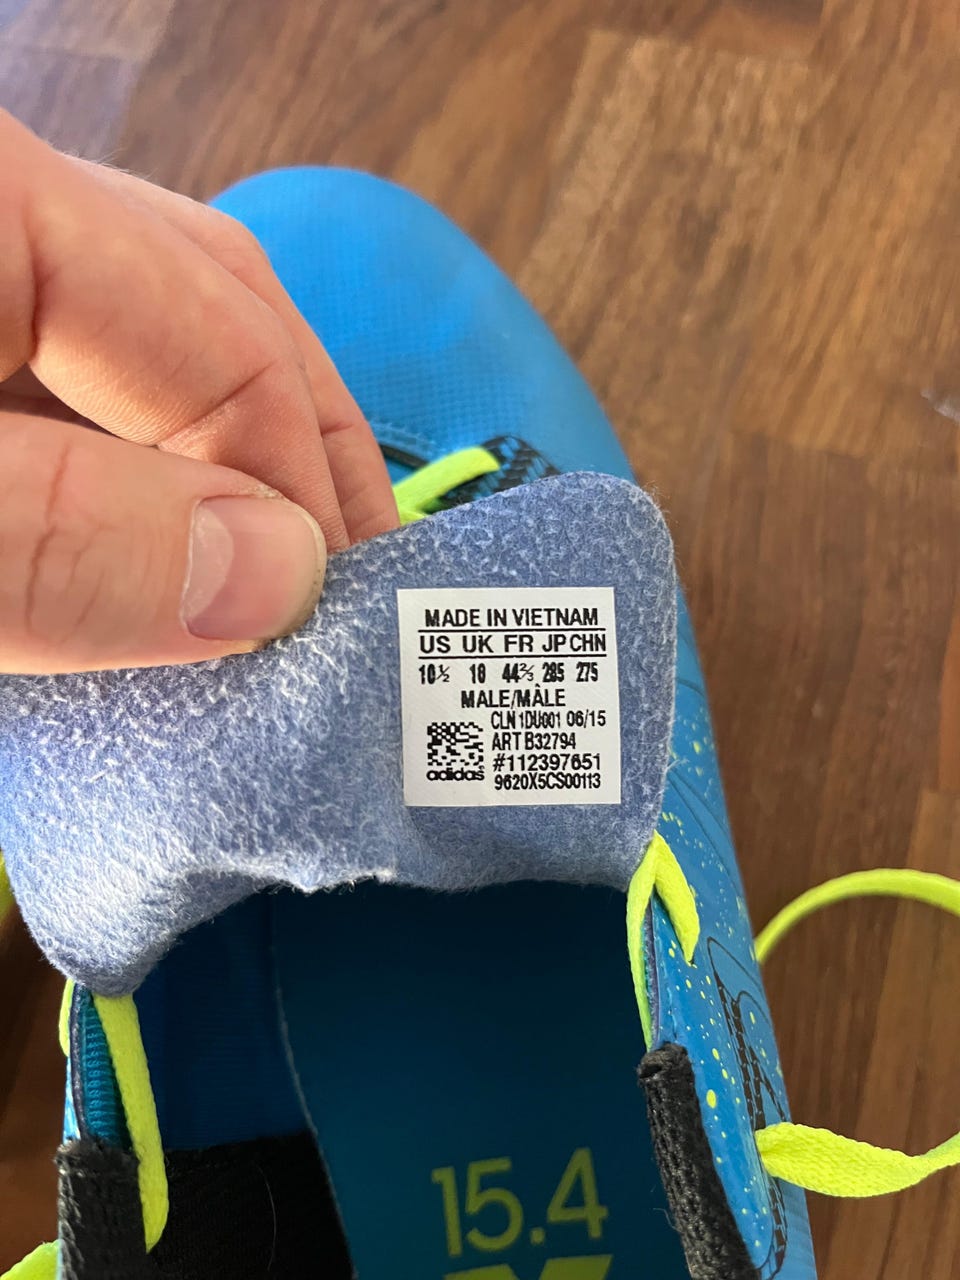 MADE IN VIETNAM
US UK FR JP CHN
10½ 10 44⅔ 285 275
MALE/MÂLE
CLN 1DU001 06/15
ART B32794
#112397651
adidas
9620X5CS00113
15.4